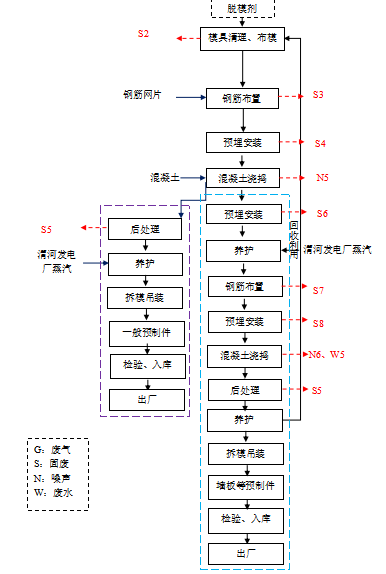 脱模剂
S2
模具清理、布模
钢筋网片
钢筋布置
S3
预埋安装
S4
混凝土
混凝土浇捣
N5
预埋安装
S6
回收利用
S5
后处理
渭河发电厂蒸汽
养护
养护
渭河发电厂蒸汽
拆模吊装
钢筋布置
S7
一般预制件
预埋安装
S8
检验、入库
混凝土浇捣
N6、W5
出厂
后处理
S5
养护
拆模吊装
墙板等预制件
检验、入库
出厂
G：废气
S：固废
N：噪声
W：废水